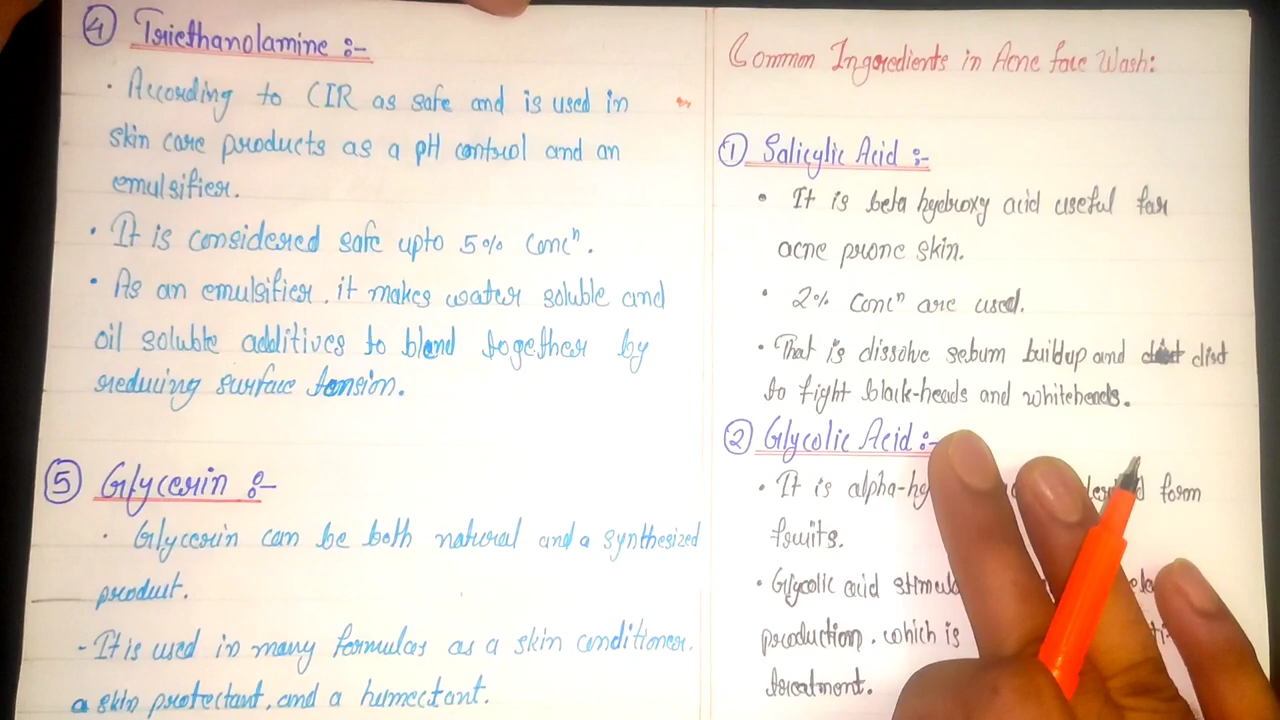 4 Triethanolamine :-
· According to CIR as safe and is used in
skin care products as a pH control and an
emulsifier.
· It is considered safe upto 5% Concⁿ.
· As an emulsifier, it makes water soluble and
oil soluble additives to blend together by
reducing surface tension.
5 Glycerin :-
· Glycerin can be both natural and a synthesized
product.
- It is used in many formulas as a skin conditioner.
a skin protectant, and a humectant.
Common Ingredients in Acne face Wash:
1 Salicylic Acid :-
· It is beta hydroxy acid useful for
acne prone skin.
· 2% Concⁿ are used.
· That is dissolve sebum buildup and dirt
to fight black-heads and whiteheads.
2 Glycolic Acid :-
· It is form
fruits.
· Glycolic acid
production. which is
treatment.